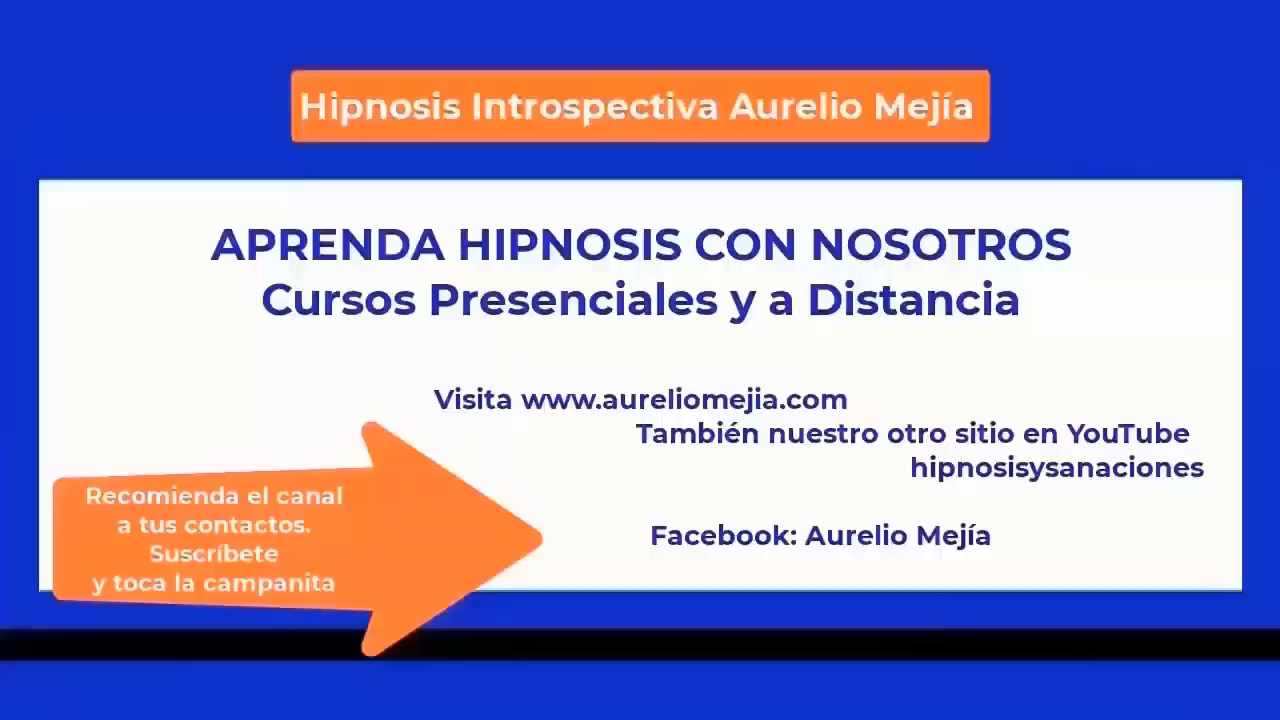 Hipnosis Introspectiva Aurelio Mejía
APRENDA HIPNOSIS CON NOSOTROS
Cursos Presenciales y a Distancia
Visita www.aureliomejia.com
También nuestro otro sitio en YouTube
hipnosisysanaciones
Facebook: Aurelio Mejía
Recomienda el canal
a tus contactos.
Suscríbete
y toca la campanita